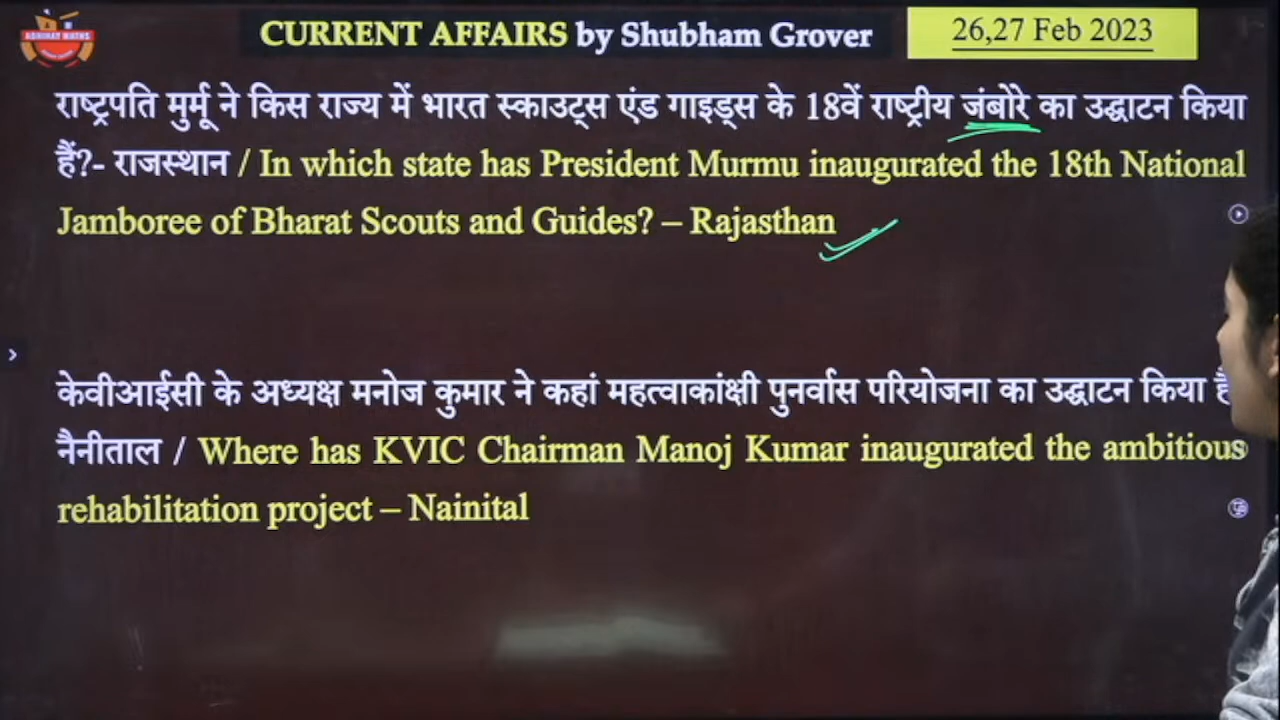 ABHINAY MATHS
CURRENT AFFAIRS by Shubham Grover
26,27 Feb 2023
राष्ट्रपति मुर्मू ने किस राज्य में भारत स्काउट्स एंड गाइड्स के 18वें राष्ट्रीय जंबोरे का उद्घाटन किया
हैं?- राजस्थान / In which state has President Murmu inaugurated the 18th National
Jamboree of Bharat Scouts and Guides? – Rajasthan
केवीआईसी के अध्यक्ष मनोज कुमार ने कहां महत्वाकांक्षी पुनर्वास परियोजना का उद्घाटन किया
नैनीताल / Where has KVIC Chairman Manoj Kumar inaugurated the ambitious
rehabilitation project – Nainital